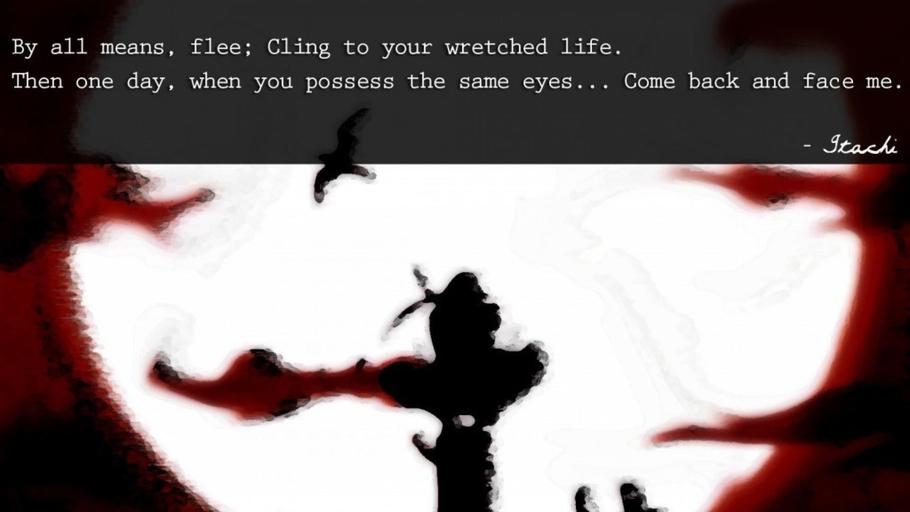 By all means, flee; Cling to your wretched life.
Then one day, when you possess the same eyes... Come back and face me.
- Itachi